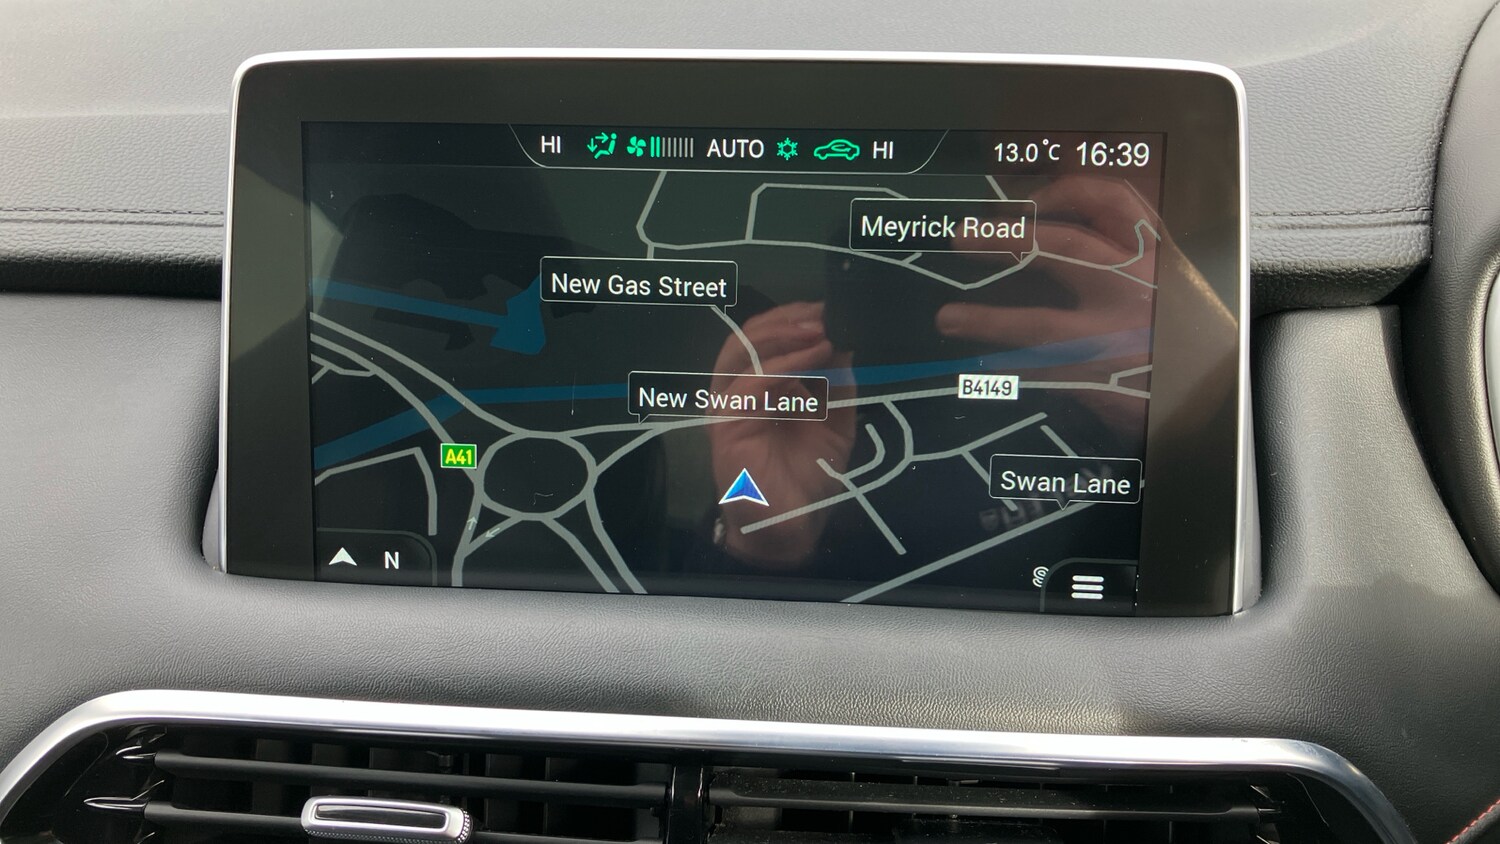 HI AUTO HI 13.0°C 16:39
Meyrick Road
New Gas Street
B4149
New Swan Lane
A41
Swan Lane
N